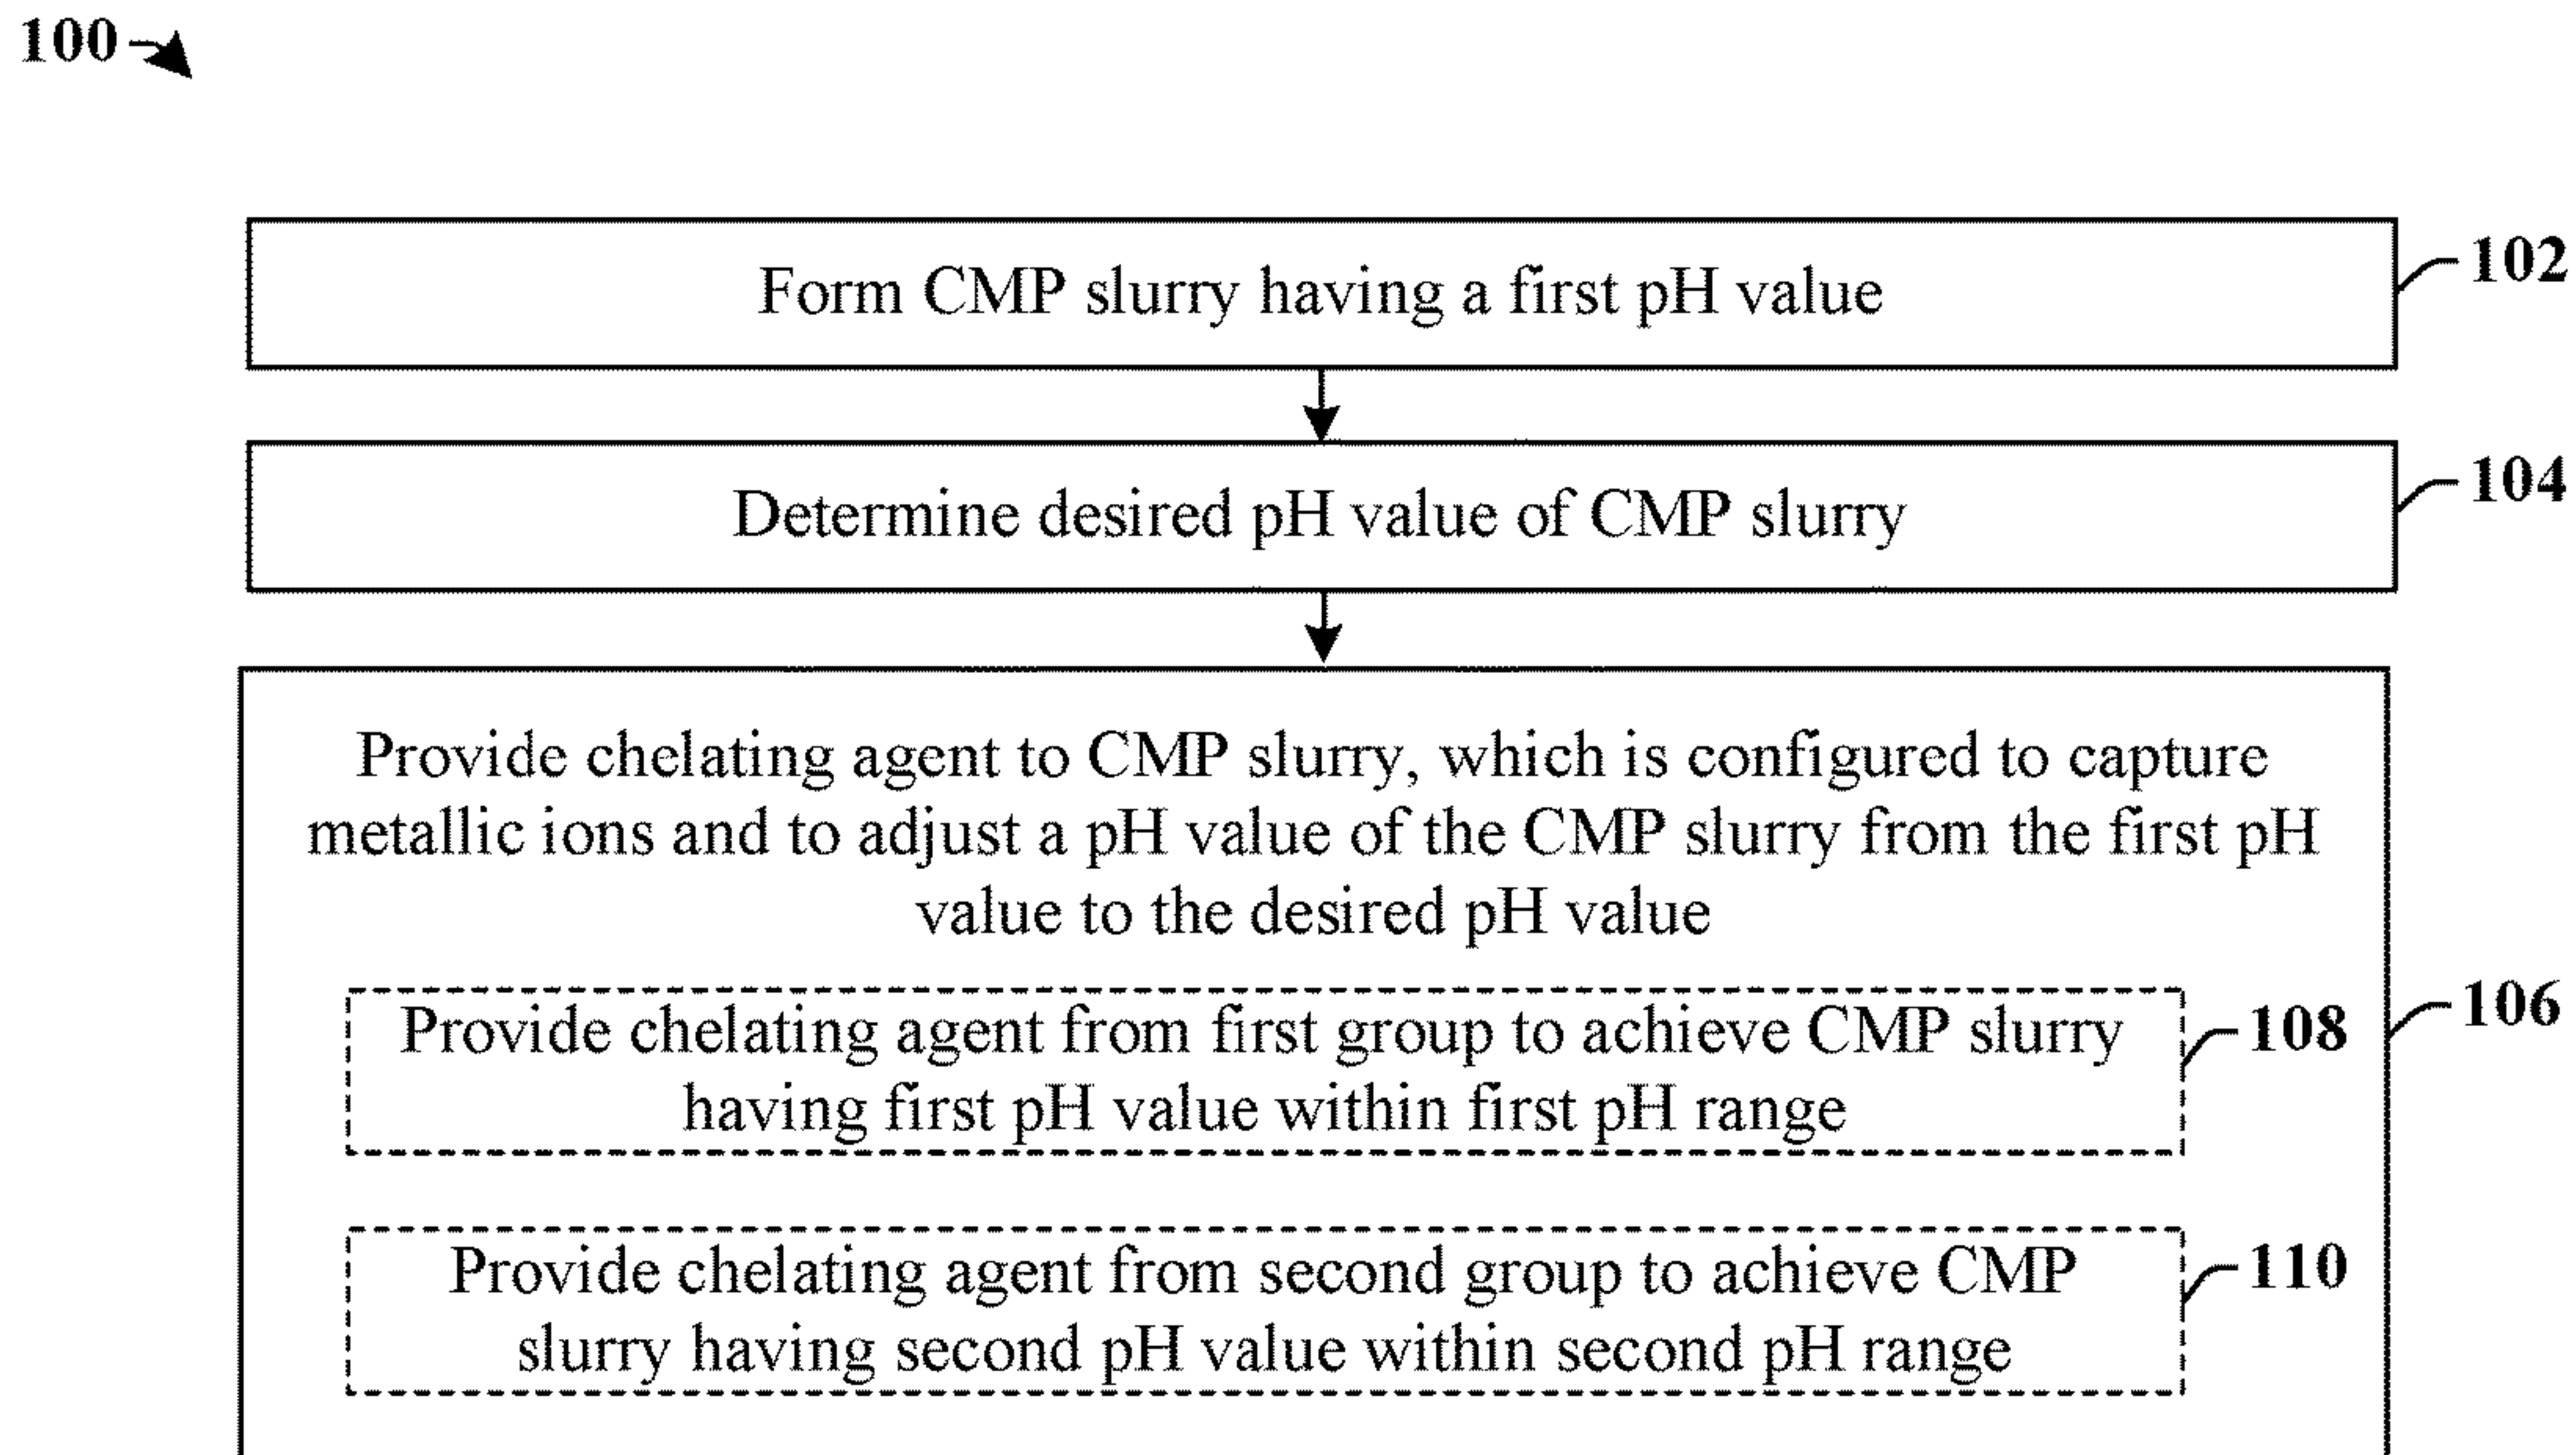 100
Form CMP slurry having a first pH value
102
Determine desired pH value of CMP slurry
104
Provide chelating agent to CMP slurry, which is configured to capture
metallic ions and to adjust a pH value of the CMP slurry from the first pH
value to the desired pH value
106
Provide chelating agent from first group to achieve CMP slurry
having first pH value within first pH range
108
Provide chelating agent from second group to achieve CMP
slurry having second pH value within second pH range
110